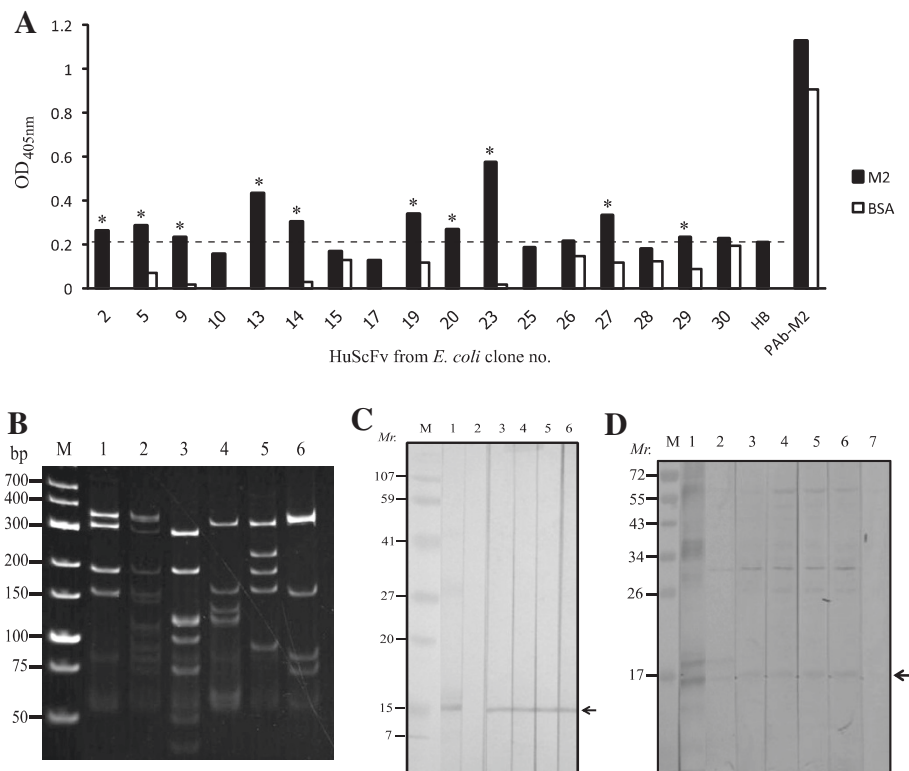 A
1.2
1
0.8
0.6
0.4
0.2
0
OD405nm
* * * * * * * * * *
M2
BSA
2 5 9 10 13 14 15 17 19 20 23 25 26 27 28 29 30 HB PAb-M2
HuScFv from E. coli clone no.
B
bp M 1 2 3 4 5 6
700
400
300
200
150
100
75
50
C
Mr. M 1 2 3 4 5 6
107
59
41
27
20
15
7
D
Mr. M 1 2 3 4 5 6 7
72
55
43
34
26
17